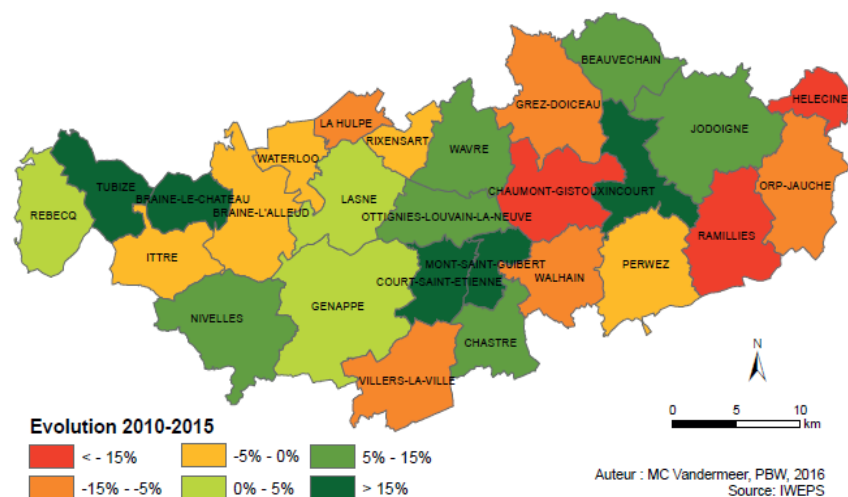 BEAUVECHAIN
HELECINE
GREZ-DOICEAU
LA HULPE
JODOIGNE
RIXENSART
WAVRE
WATERLOO
TUBIZE
BRAINE-LE-CHATEAU
CHAUMONT-GISTOUX
INCOURT
ORP-JAUCHE
REBECQ
LASNE
BRAINE-L'ALLEUD
OTTIGNIES-LOUVAIN-LA-NEUVE
RAMILLIES
ITTRE
MONT-SAINT-GUIBERT
PERWEZ
COURT-SAINT-ETIENNE
WALHAIN
GENAPPE
NIVELLES
CHASTRE
VILLERS-LA-VILLE
N
0 5 10
km
Evolution 2010-2015
< - 15% -5% - 0% 5% - 15%
-15% - -5% 0% - 5% > 15%
Auteur : MC Vandermeer, PBW, 2016
Source: IWEPS